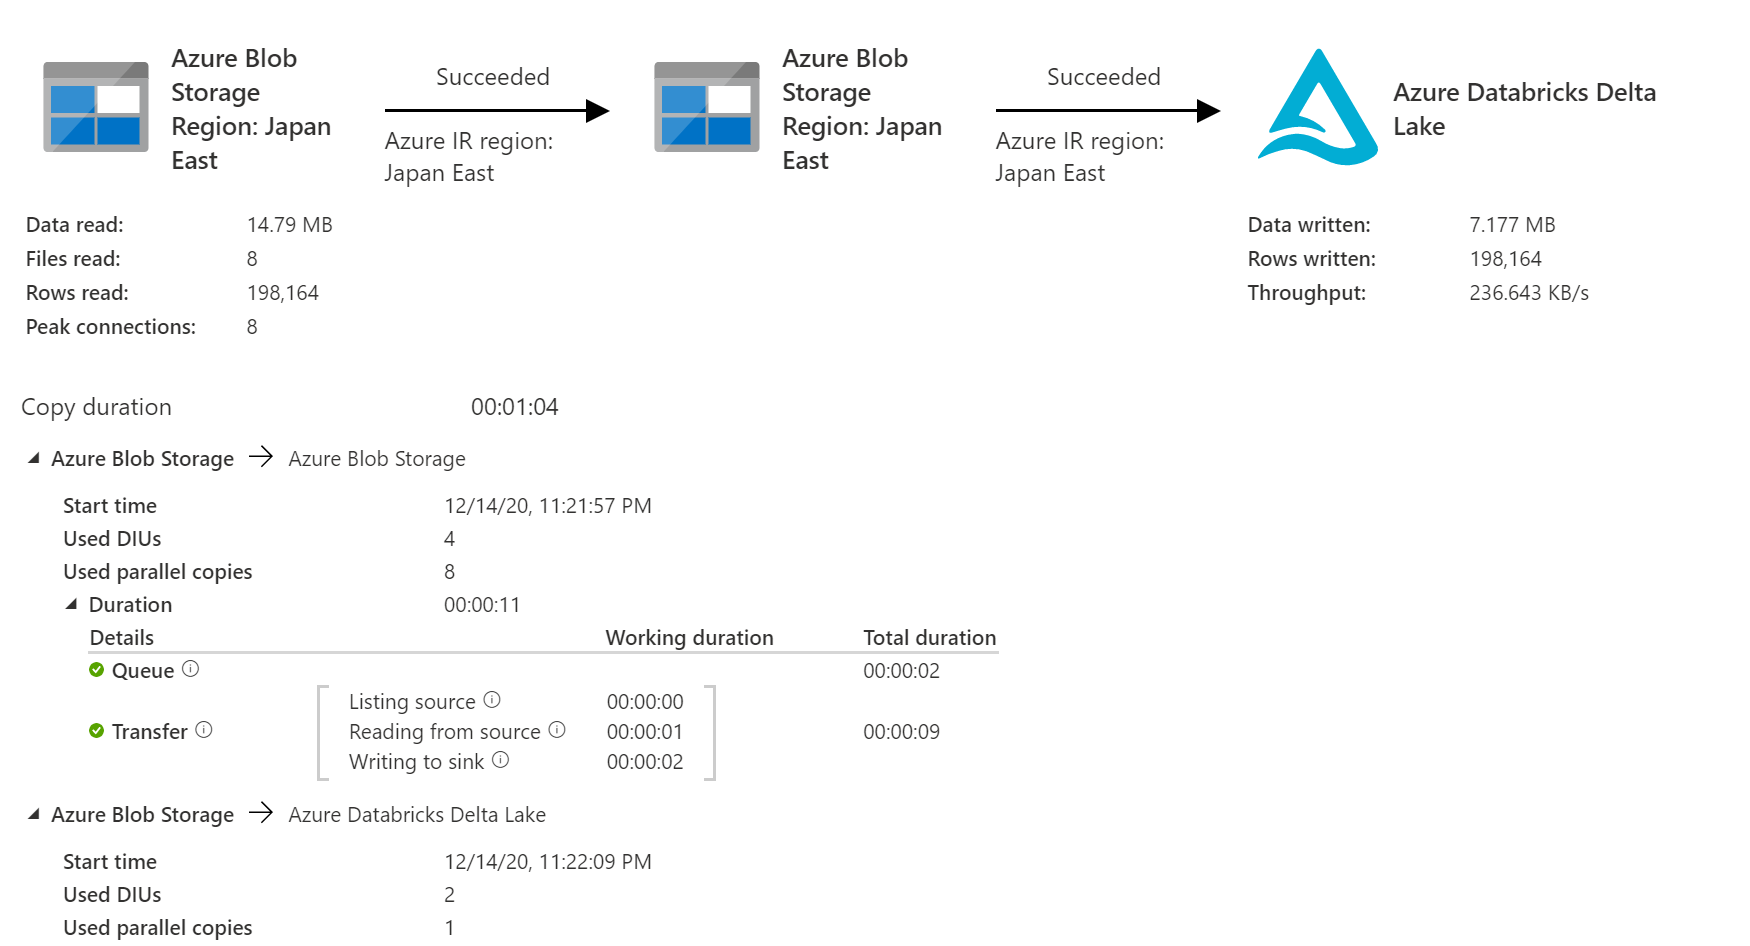 Azure Blob
Storage
Region: Japan
East
Succeeded
Azure IR region:
Japan East
Azure Blob
Storage
Region: Japan
East
Succeeded
Azure IR region:
Japan East
Azure Databricks Delta
Lake
Data read: 14.79 MB
Files read: 8
Rows read: 198,164
Peak connections: 8
Data written: 7.177 MB
Rows written: 198,164
Throughput: 236.643 KB/s
Copy duration 00:01:04
Azure Blob Storage → Azure Blob Storage
Start time 12/14/20, 11:21:57 PM
Used DIUs 4
Used parallel copies 8
Duration 00:00:11
Details Working duration Total duration
Queue 00:00:02
Listing source 00:00:00
Reading from source 00:00:01
Transfer 00:00:09
Writing to sink 00:00:02
Azure Blob Storage → Azure Databricks Delta Lake
Start time 12/14/20, 11:22:09 PM
Used DIUs 2
Used parallel copies 1